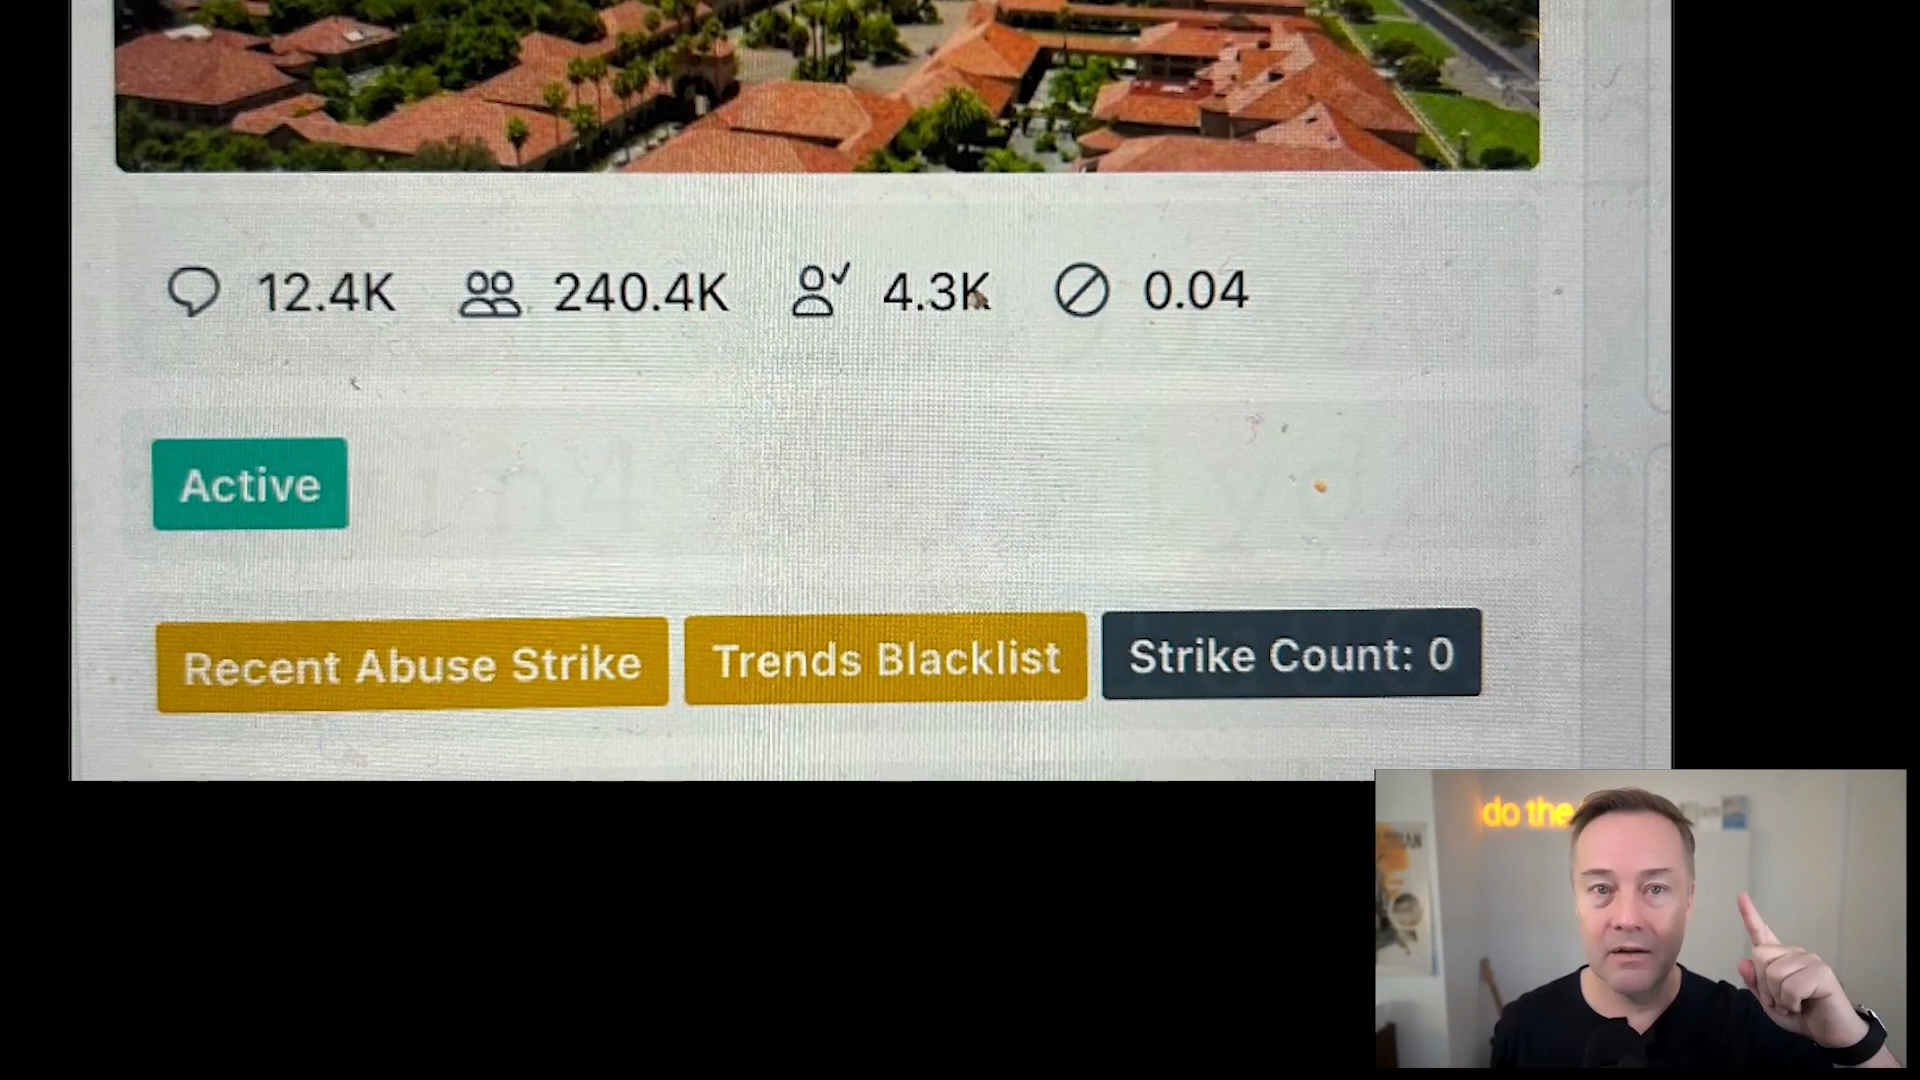 12.4K 240.4K 4.3K 0.04
Active
Recent Abuse Strike Trends Blacklist Strike Count: 0
do the